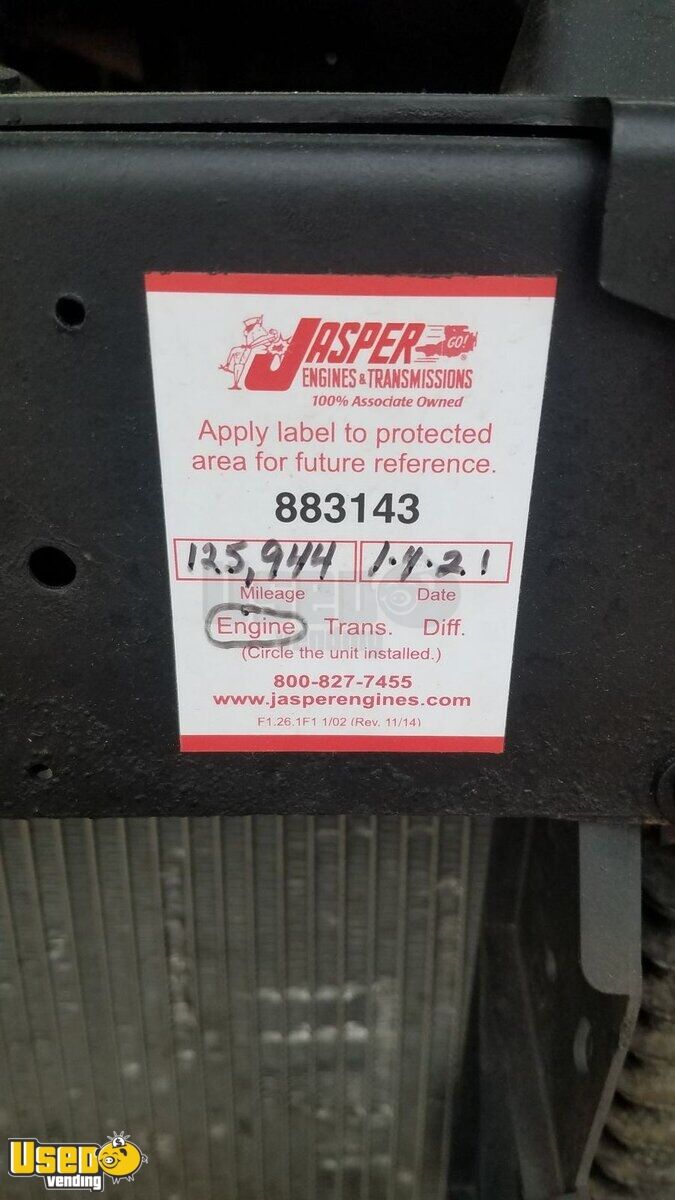 JASPER GO!
ENGINES & TRANSMISSIONS
100% Associate Owned
Apply label to protected
area for future reference.
883143
125,944 1.4.21
Mileage Date
Engine Trans. Diff.
(Circle the unit installed.)
800-827-7455
www.jasperengines.com
F1.26.1F1 1/02 (Rev. 11/14)
Used
vending